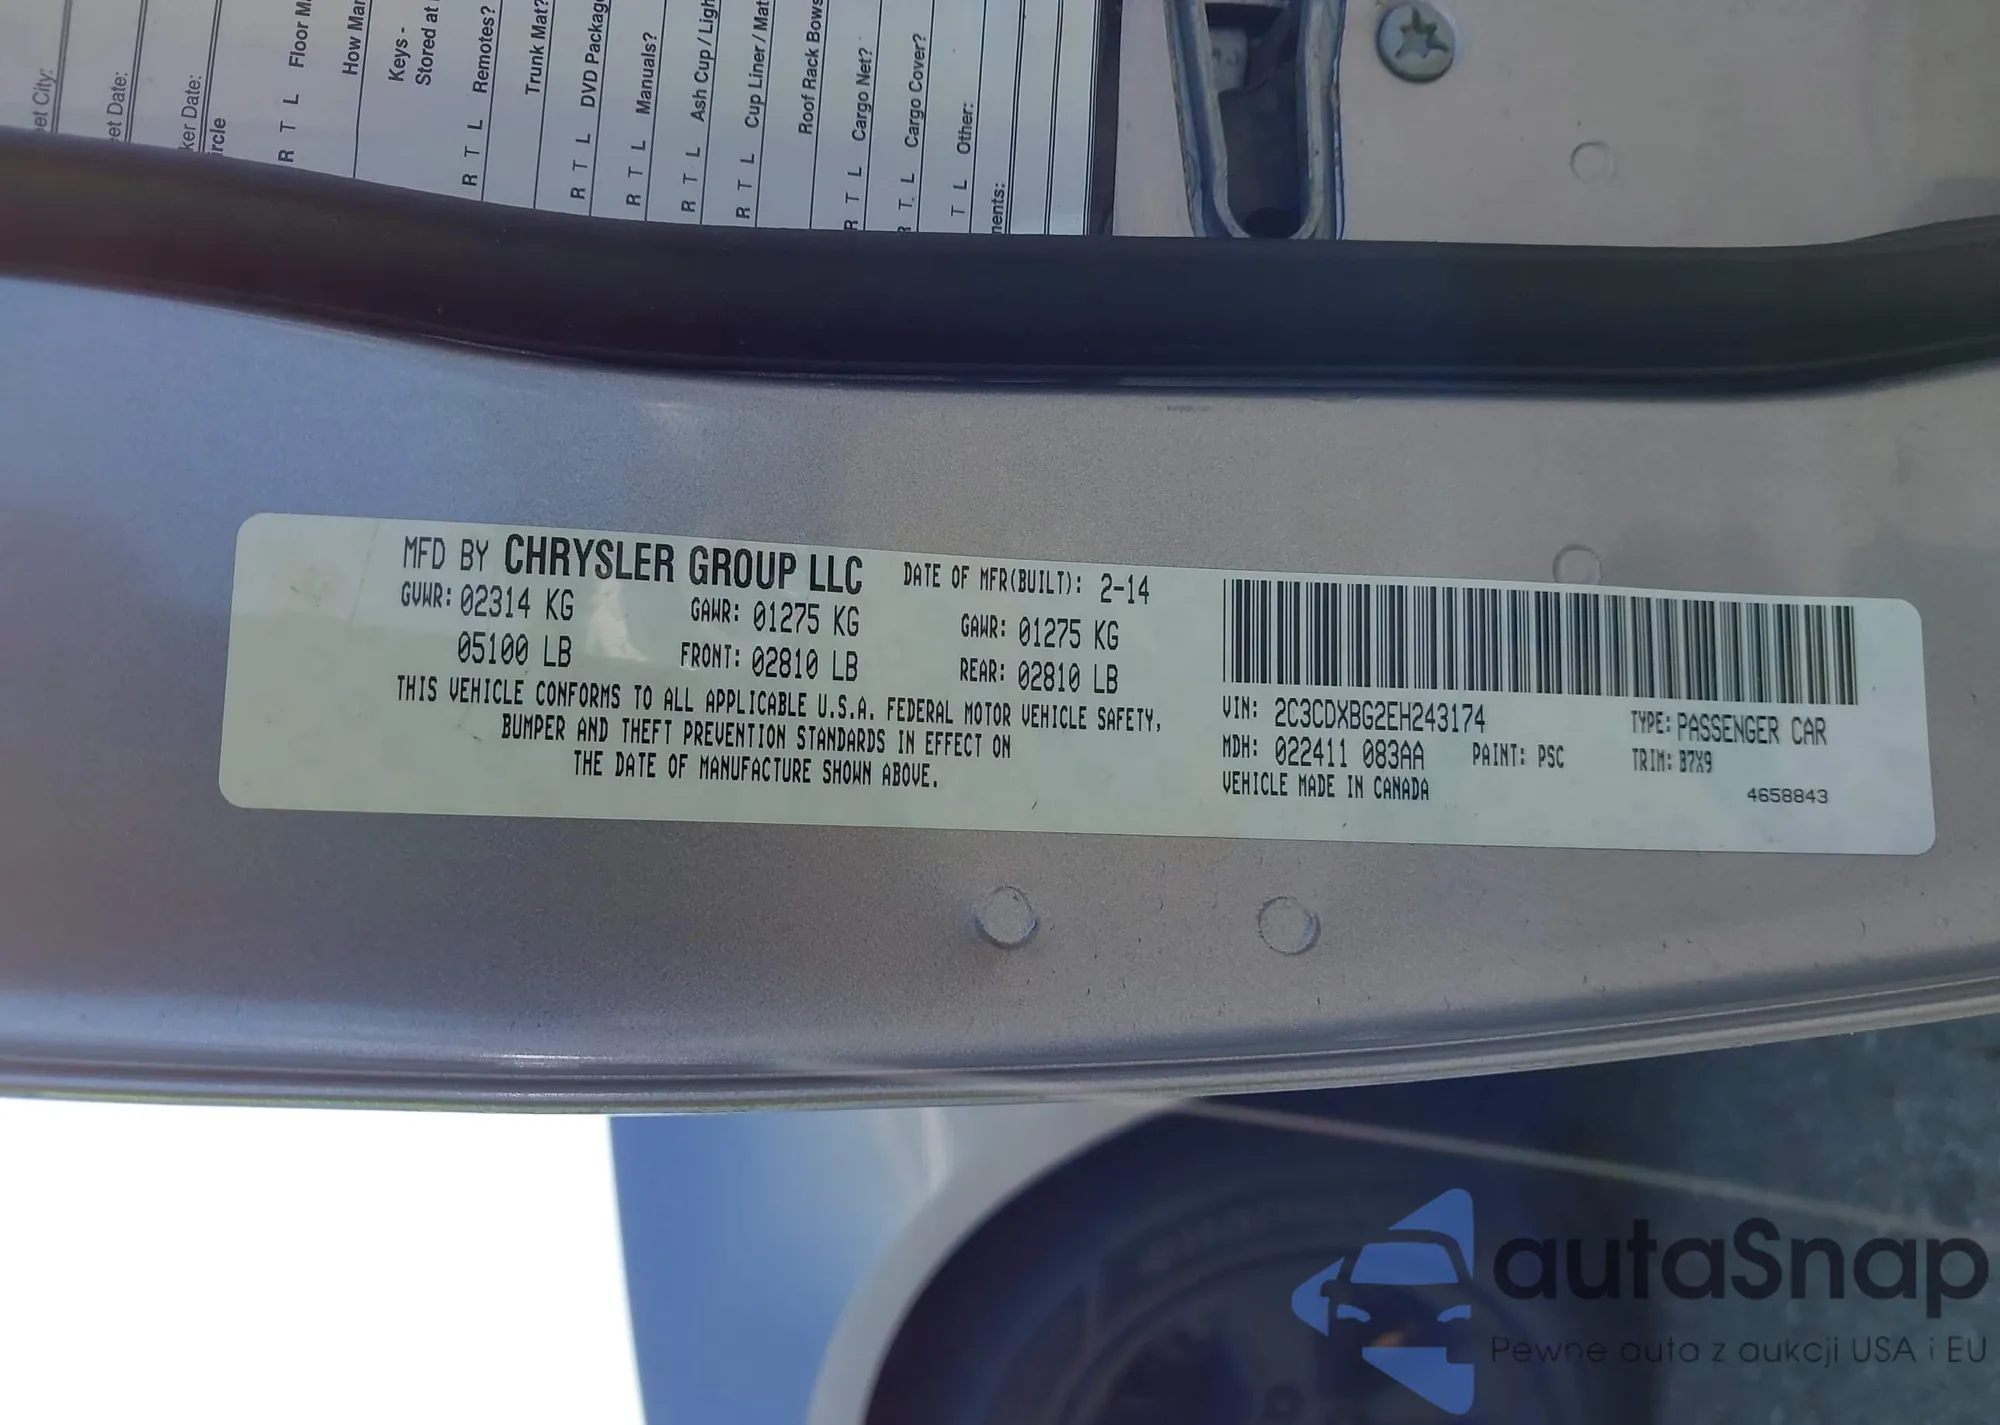 R T L Floor
How
Keys -
Stored at
R T L Remotes?
Trunk Mat?
R T L DVD
R T L Manuals?
R T L Ash Cup /
R T L Cup Liner / Mat
Roof Rack Bows
R T L Cargo Net?
T L Cargo Cover?
T L Other:
MFD BY CHRYSLER GROUP LLC DATE OF MFR(BUILT): 2-14
GVWR: 02314 KG GAWR: 01275 KG GAWR: 01275 KG
05100 LB FRONT: 02810 LB REAR: 02810 LB
THIS VEHICLE CONFORMS TO ALL APPLICABLE U.S.A. FEDERAL MOTOR VEHICLE SAFETY,
BUMPER AND THEFT PREVENTION STANDARDS IN EFFECT ON
THE DATE OF MANUFACTURE SHOWN ABOVE.
VIN: 2C3CDXBG2EH243174 TYPE: PASSENGER CAR
MDH: 022411 083AA PAINT: PSC TRIM: B7X9
VEHICLE MADE IN CANADA 4658843
autaSnap
Pewne auta z aukcji USA i EU